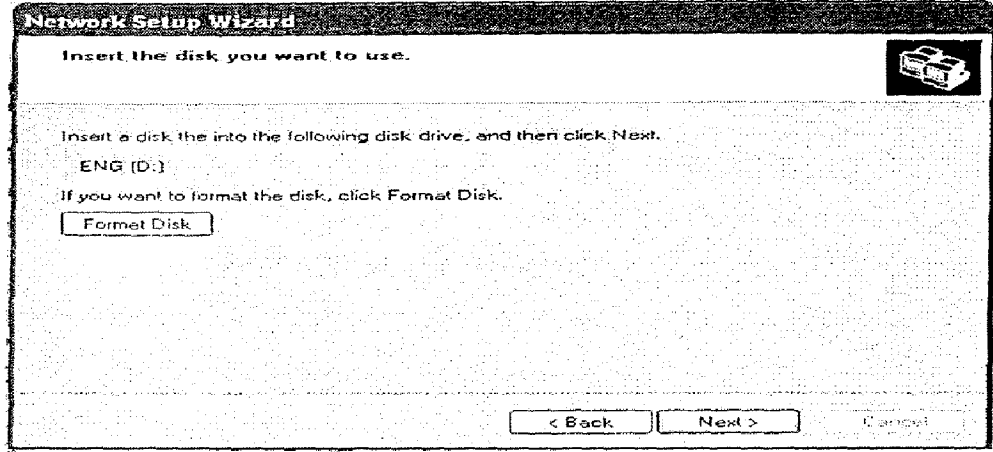 Network Setup Wizard
Insert the disk you want to use.
Insert a disk the into the following disk drive, and then click Next.
ENG (D:)
If you want to format the disk, click Format Disk.
Format Disk
< Back Next > Cancel